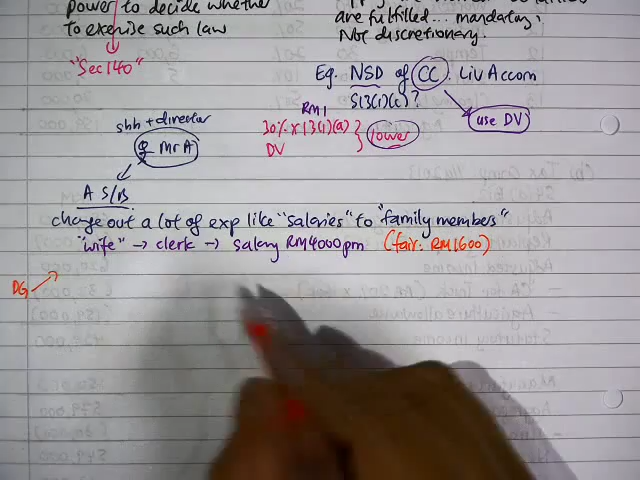 power to decide whether
to exercise such law
"Sec 140"
are fulfilled... mandatory,
Not discretionary.
Eg. NSD of CC. Liv Accom
S13(1)(c)?
use DV
RM1
30% x 13(1)(a)
DV
lower
shh + director
Mr A
A S/B
charge out a lot of exp like "salaries" to "family members"
"wife" → clerk → salary RM4000pm (fair: RM1600)
DG